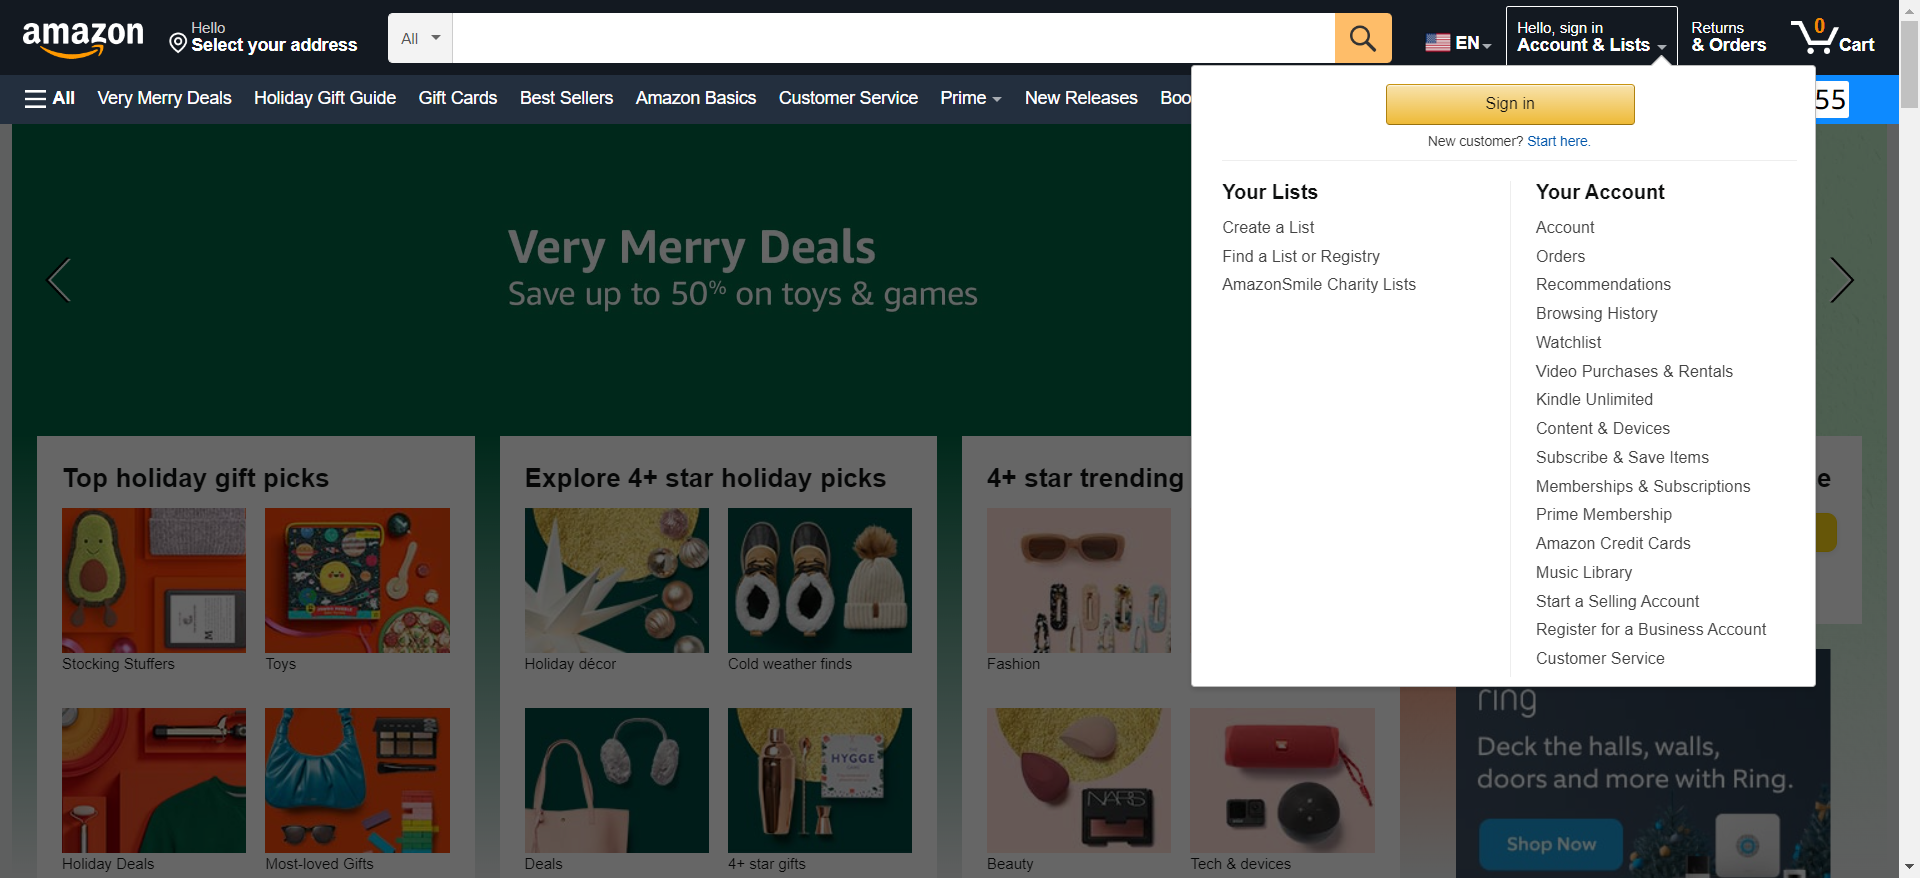 amazon
Hello
Select your address
All
EN
Hello, sign in
Account & Lists
Returns
& Orders
0
Cart
All
Very Merry Deals
Holiday Gift Guide
Gift Cards
Best Sellers
Amazon Basics
Customer Service
Prime
New Releases
Boo
55
Sign in
New customer? Start here.
Your Lists
Create a List
Find a List or Registry
AmazonSmile Charity Lists
Your Account
Account
Orders
Recommendations
Browsing History
Watchlist
Video Purchases & Rentals
Kindle Unlimited
Content & Devices
Subscribe & Save Items
Memberships & Subscriptions
Prime Membership
Amazon Credit Cards
Music Library
Start a Selling Account
Register for a Business Account
Customer Service
Very Merry Deals
Save up to 50% on toys & games
Top holiday gift picks
Stocking Stuffers
Toys
Holiday Deals
Most-loved Gifts
Explore 4+ star holiday picks
Holiday décor
Cold weather finds
HYGGE
Deals
4+ star gifts
4+ star trending
Fashion
NARS
Beauty
Tech & devices
e
ring
Deck the halls, walls,
doors and more with Ring.
Shop Now